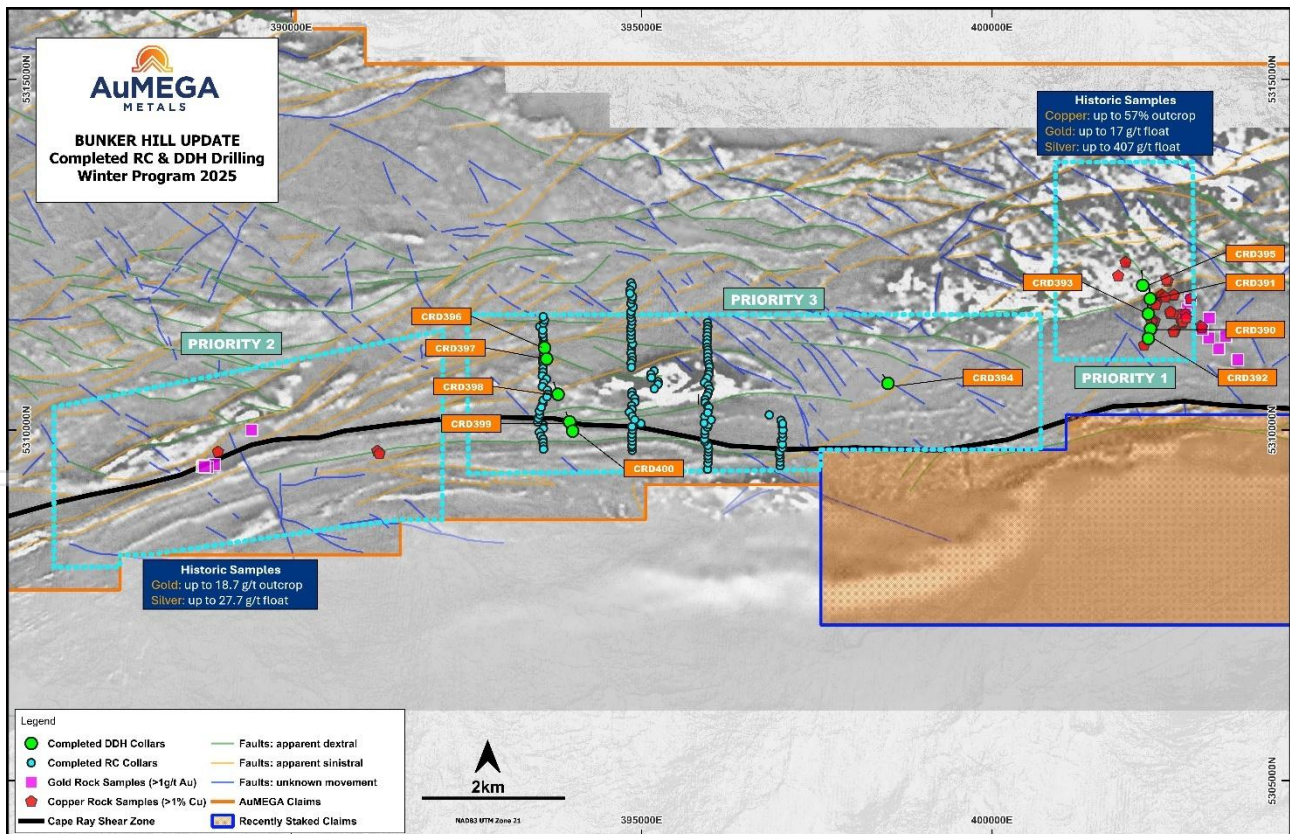 390000E
395000E
400000E
5315000N
5315000N
AuMEGA
METALS
BUNKER HILL UPDATE
Completed RC & DDH Drilling
Winter Program 2025
Historic Samples
Copper: up to 57% outcrop
Gold: up to 17 g/t float
Silver: up to 407 g/t float
CRD395
CRD393
CRD391
PRIORITY 3
CRD396
CRD390
PRIORITY 2
CRD397
CRD394
CRD392
PRIORITY 1
CRD398
CRD399
5310000N
5310000N
CRD400
Historic Samples
Gold: up to 18.7 g/t outcrop
Silver: up to 27.7 g/t float
Legend
Completed DDH Collars
Completed RC Collars
Gold Rock Samples (>1g/t Au)
Copper Rock Samples (>1% Cu)
Cape Ray Shear Zone
Faults: apparent dextral
Faults: apparent sinistral
Faults: unknown movement
AuMEGA Claims
Recently Staked Claims
2km
NAD83 UTM Zone 21
5305000N
395000E
400000E